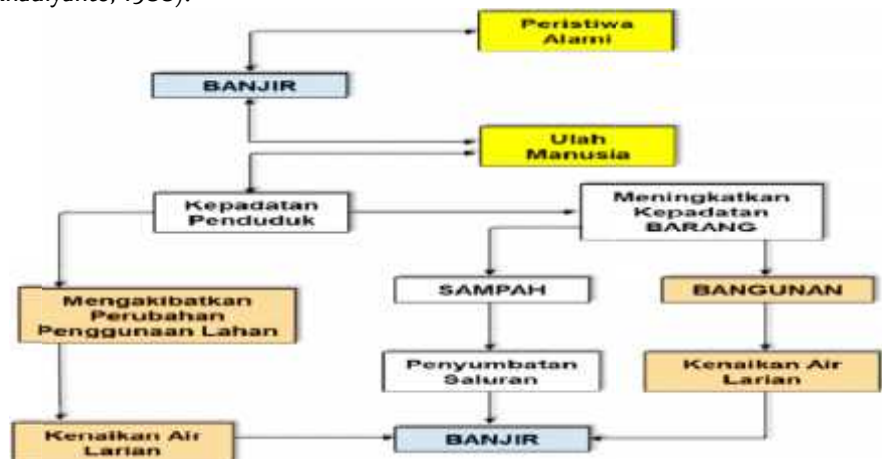 1988).
Peristiwa
Alami
BANJIR
Ulah
Manusia
Kepadatan
Penduduk
Meningkatkan
Kepadatan
BARANG
Mengakibatkan
Perubahan
Penggunaan Lahan
SAMPAH
BANGUNAN
Penyumbatan
Saluran
Kenaikan Air
Larian
Kenaikan Air
Larian
BANJIR